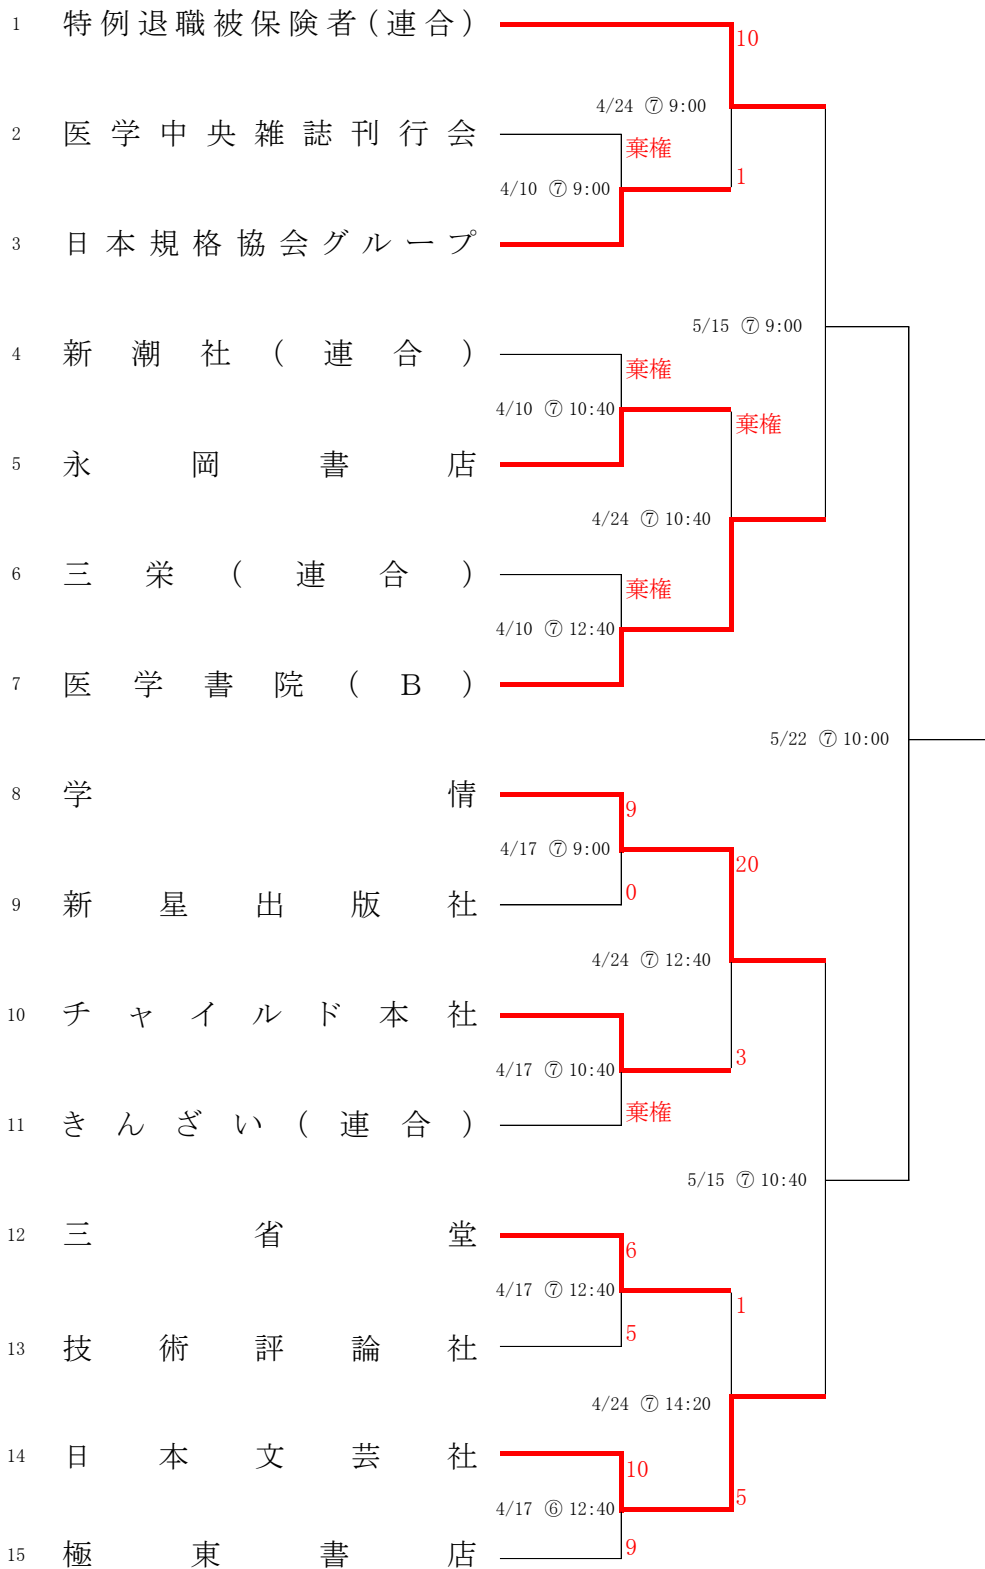 1 特例退職被保険者(連合)
10
4/24 ⑦ 9:00
2 医学中央雑誌刊行会
棄権
4/10 ⑦ 9:00
1
3 日本規格協会グループ
5/15 ⑦ 9:00
4 新潮社(連合)
棄権
4/10 ⑦ 10:40
棄権
5 永岡書店
4/24 ⑦ 10:40
6 三栄(連合)
棄権
4/10 ⑦ 12:40
7 医学書院(B)
5/22 ⑦ 10:00
8 学情
9
4/17 ⑦ 9:00
20
9 新星出版社
0
4/24 ⑦ 12:40
10 チャイルド本社
3
4/17 ⑦ 10:40
棄権
11 きんざい(連合)
5/15 ⑦ 10:40
12 三省堂
6
4/17 ⑦ 12:40
1
5
13 技術評論社
4/24 ⑦ 14:20
14 日本文芸社
10
5
4/17 ⑥ 12:40
9
15 極東書店